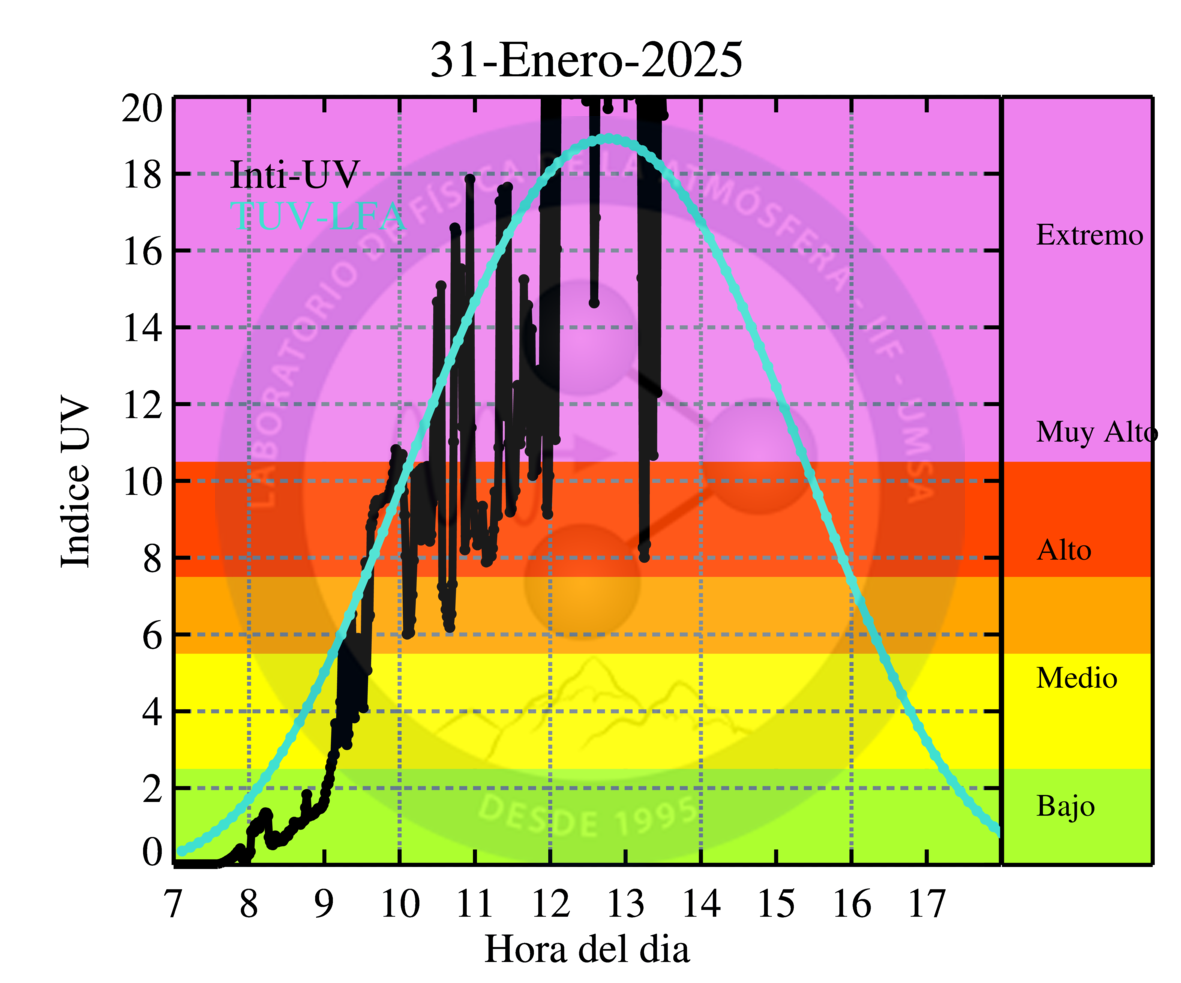 31-Enero-2025
20
18
16
14
12
10
8
6
4
2
0
Indice UV
Inti-UV
TUV-LFA
LABORATORIO DE FÍSICA DE LA ATMÓSFERA - IIF - UMSA
DESDE 1995
Extremo
Muy Alto
Alto
Medio
Bajo
7 8 9 10 11 12 13 14 15 16 17
Hora del dia